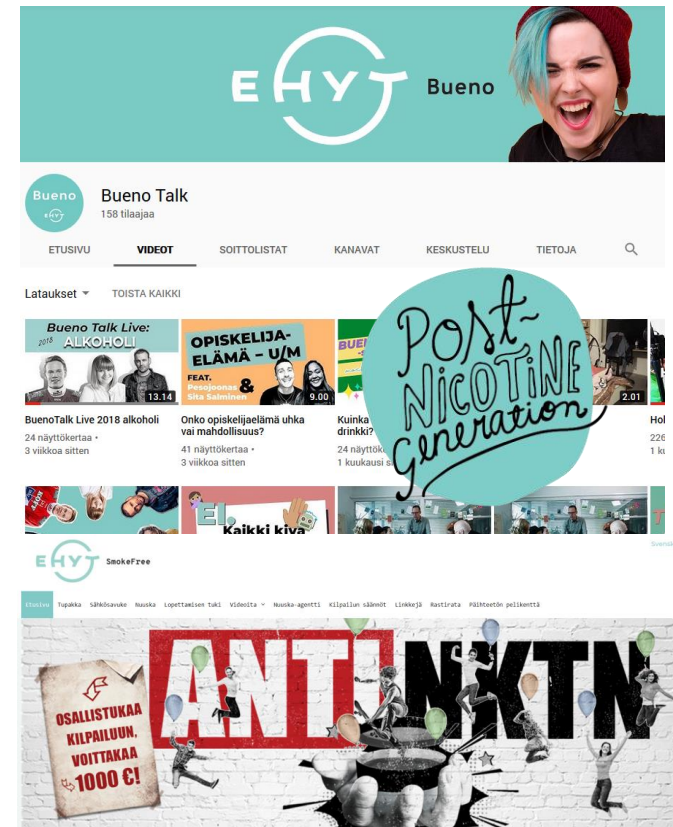 EHYT Bueno
Bueno
EHYT
Bueno Talk
158 tilaajaa
ETUSIVU VIDEOT SOITTOLISTAT KANAVAT KESKUSTELU TIETOJA
Lataukset TOISTA KAIKKI
Bueno Talk Live:
2018 ALKOHOLI
13.14
OPISKELIJA-
ELÄMÄ – U/M
FEAT.
Pesojoonas &
Sita Salminen
9.00
2.01
Post-
NICOTINE
Generation
BuenoTalk Live 2018 alkoholi
24 näyttökertaa •
3 viikkoa sitten
Onko opiskelijaelämä uhka
vai mahdollisuus?
41 näyttökertaa •
3 viikkoa sitten
Kuinka
drinkki?
24
1 kuukausi
226
EI.
Kaikki kiva
EHYT SmokeFree
Etusivu Tupakka Sähkösavuke Nuuska Lopettamisen tuki Videoita Nuuska-agentti Kilpailun säännöt Linkkejä Rastirata Päihteetön pelikenttä
ANTI NKTN
OSALLISTUKAA
KILPAILUUN,
VOITTAKAA
1000 €!